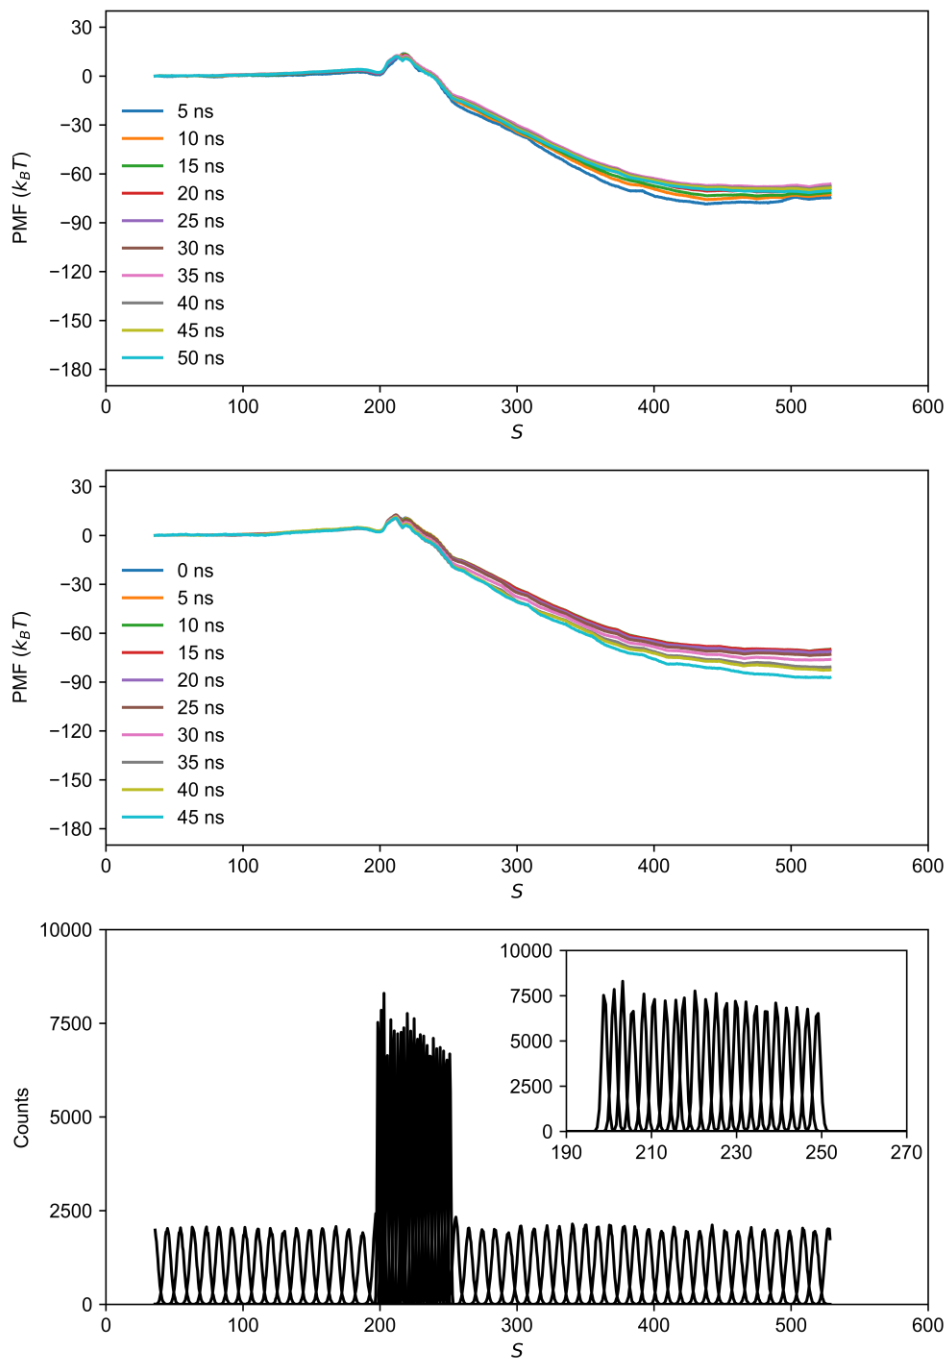 30
0
−30
−60
−90
−120
−150
−180
PMF (kBT)
5 ns
10 ns
15 ns
20 ns
25 ns
30 ns
35 ns
40 ns
45 ns
50 ns
0 100 200 300 400 500 600
S
30
0
−30
−60
−90
−120
−150
−180
PMF (kBT)
0 ns
5 ns
10 ns
15 ns
20 ns
25 ns
30 ns
35 ns
40 ns
45 ns
0 100 200 300 400 500 600
S
10000
7500
5000
2500
0
Counts
10000
7500
5000
2500
0
190 210 230 250 270
0 100 200 300 400 500 600
S